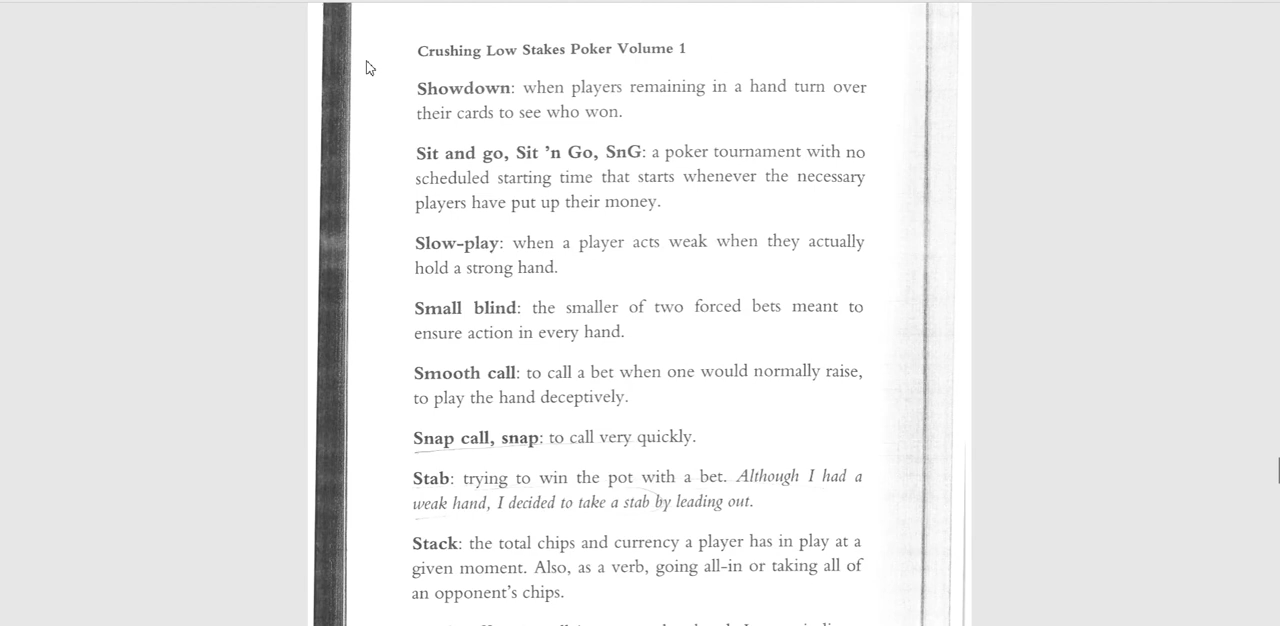 Crushing Low Stakes Poker Volume 1
Showdown: when players remaining in a hand turn over
their cards to see who won.
Sit and go, Sit ’n Go, SnG: a poker tournament with no
scheduled starting time that starts whenever the necessary
players have put up their money.
Slow-play: when a player acts weak when they actually
hold a strong hand.
Small blind: the smaller of two forced bets meant to
ensure action in every hand.
Smooth call: to call a bet when one would normally raise,
to play the hand deceptively.
Snap call, snap: to call very quickly.
Stab: trying to win the pot with a bet. Although I had a
weak hand, I decided to take a stab by leading out.
Stack: the total chips and currency a player has in play at a
given moment. Also, as a verb, going all-in or taking all of
an opponent’s chips.